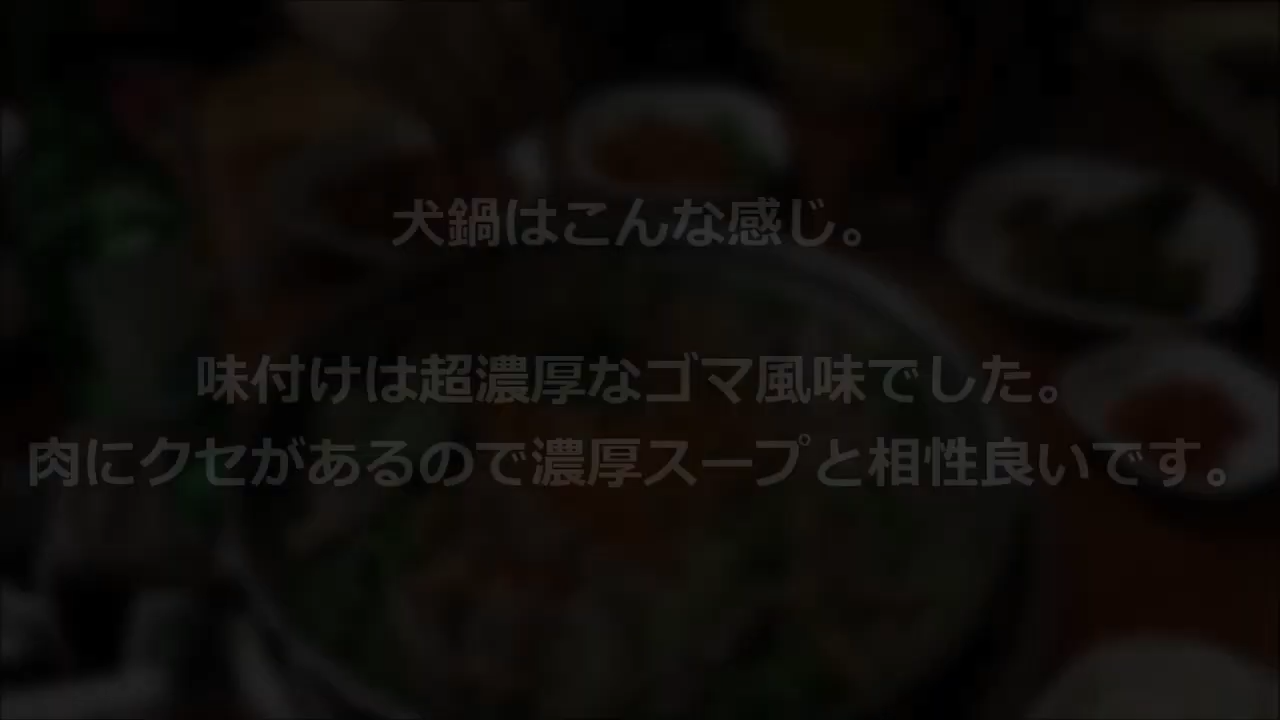 犬鍋はこんな感じ。
味付けは超濃厚なゴマ風味でした。
肉にクセがあるので濃厚スープと相性良いです。